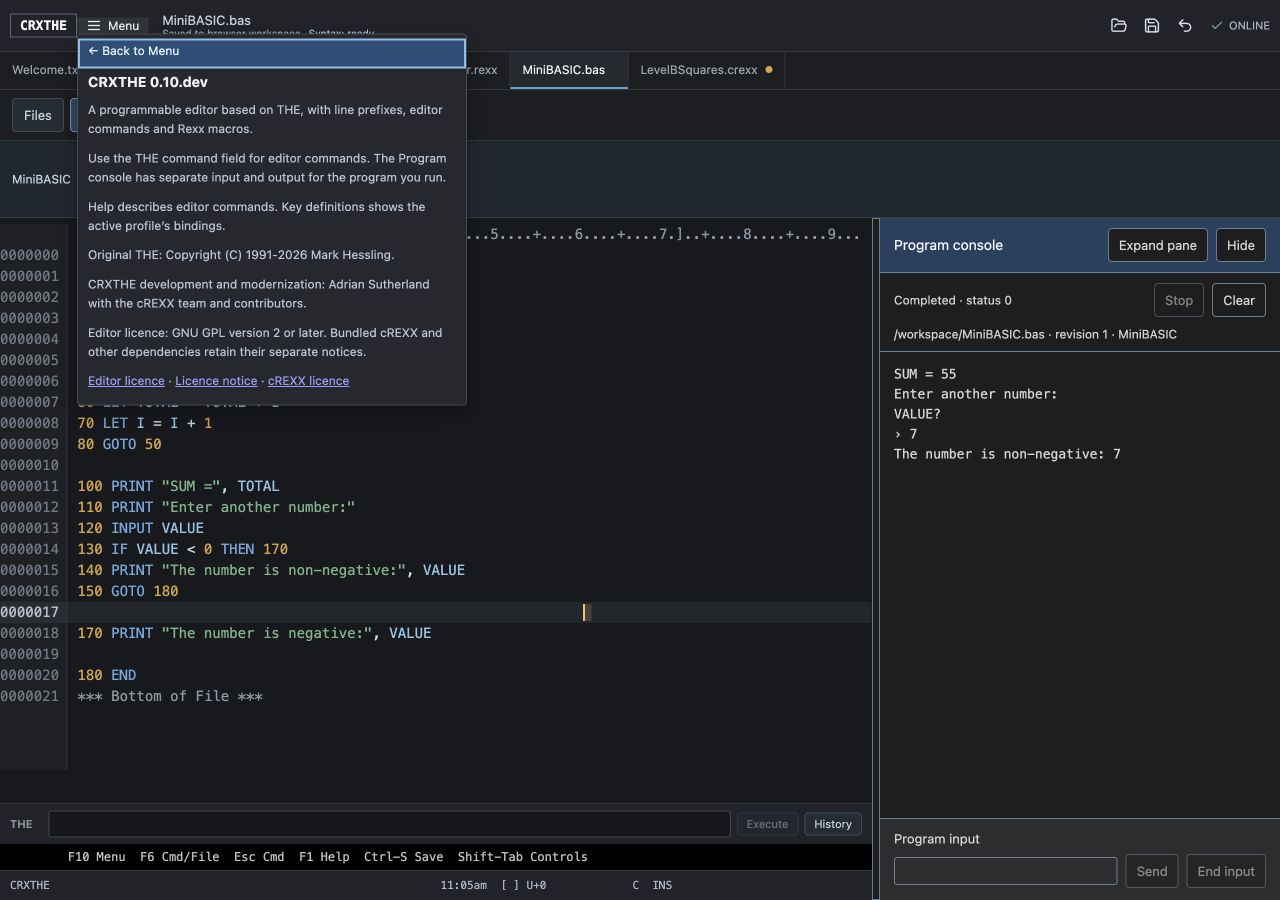 CRXTHE
Menu
MiniBASIC.bas
Saved to browser workspace Syntax: ready
← Back to Menu
CRXTHE 0.10.dev
A programmable editor based on THE, with line prefixes, editor
commands and Rexx macros.
Use the THE command field for editor commands. The Program
console has separate input and output for the program you run.
Help describes editor commands. Key definitions shows the
active profile's bindings.
Original THE: Copyright (C) 1991-2026 Mark Hessling.
CRXTHE development and modernization: Adrian Sutherland
with the cREXX team and contributors.
Editor licence: GNU GPL version 2 or later. Bundled cREXX and
other dependencies retain their separate notices.
Editor licence · Licence notice · cREXX licence
ONLINE
Welcome.tx
r.rexx
MiniBASIC.bas
LevelBSquares.crexx
Files
MiniBASIC
...5....+....6....+....7.]..+....8....+....9...
0000000
0000001
0000002
0000003
0000004
0000005
0000006
0000007
0000008 70 LET I = I + 1
0000009 80 GOTO 50
0000010
0000011 100 PRINT "SUM =", TOTAL
0000012 110 PRINT "Enter another number:"
0000013 120 INPUT VALUE
0000014 130 IF VALUE < 0 THEN 170
0000015 140 PRINT "The number is non-negative:", VALUE
0000016 150 GOTO 180
0000017
0000018 170 PRINT "The number is negative:", VALUE
0000019
0000020 180 END
0000021 *** Bottom of File ***
Program console
Expand pane
Hide
Completed · status 0
Stop
Clear
/workspace/MiniBASIC.bas · revision 1 · MiniBASIC
SUM = 55
Enter another number:
VALUE?
› 7
The number is non-negative: 7
Program input
Send
End input
THE
Execute
History
F10 Menu F6 Cmd/File Esc Cmd F1 Help Ctrl-S Save Shift-Tab Controls
CRXTHE
11:05am [ ] U+0
C INS